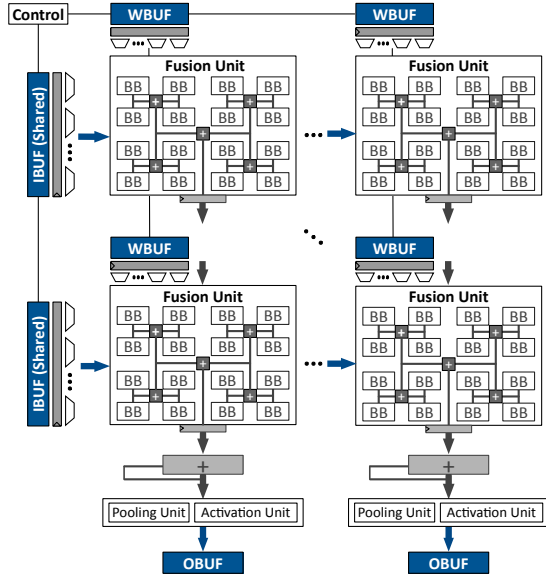 Control
WBUF WBUF
Fusion Unit Fusion Unit
IBUF (Shared)
BB BB BB BB BB BB BB BB
+ + + +
BB BB BB BB BB BB BB BB
+ +
BB BB BB BB BB BB BB BB
+ + + +
BB BB BB BB BB BB BB BB
WBUF WBUF
Fusion Unit Fusion Unit
IBUF (Shared)
BB BB BB BB BB BB BB BB
+ + + +
BB BB BB BB BB BB BB BB
+ +
BB BB BB BB BB BB BB BB
+ + + +
BB BB BB BB BB BB BB BB
+ +
Pooling Unit Activation Unit Pooling Unit Activation Unit
OBUF OBUF